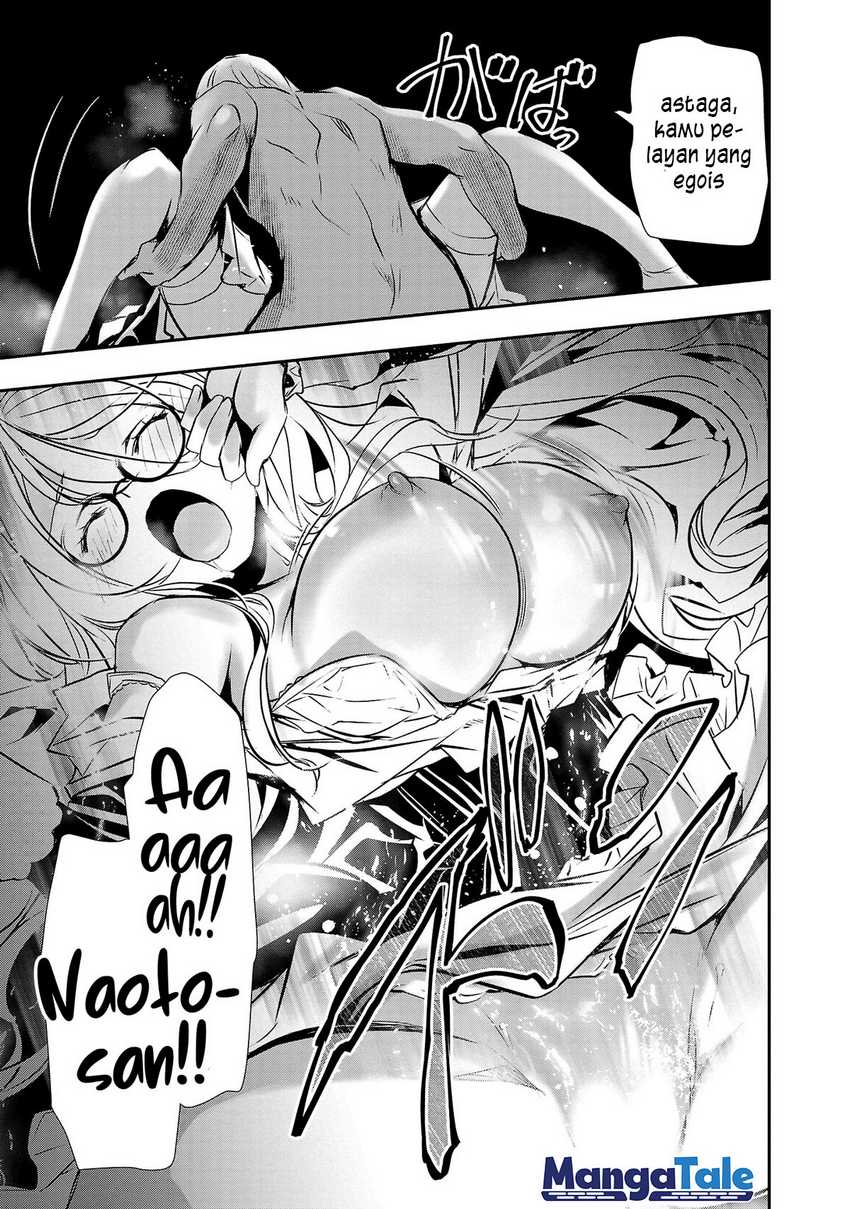 がばっ
astaga,
kamu pe-
layan yang
egois
Aa
aaa
ah!!
Naoto-
san!!
MangaTale